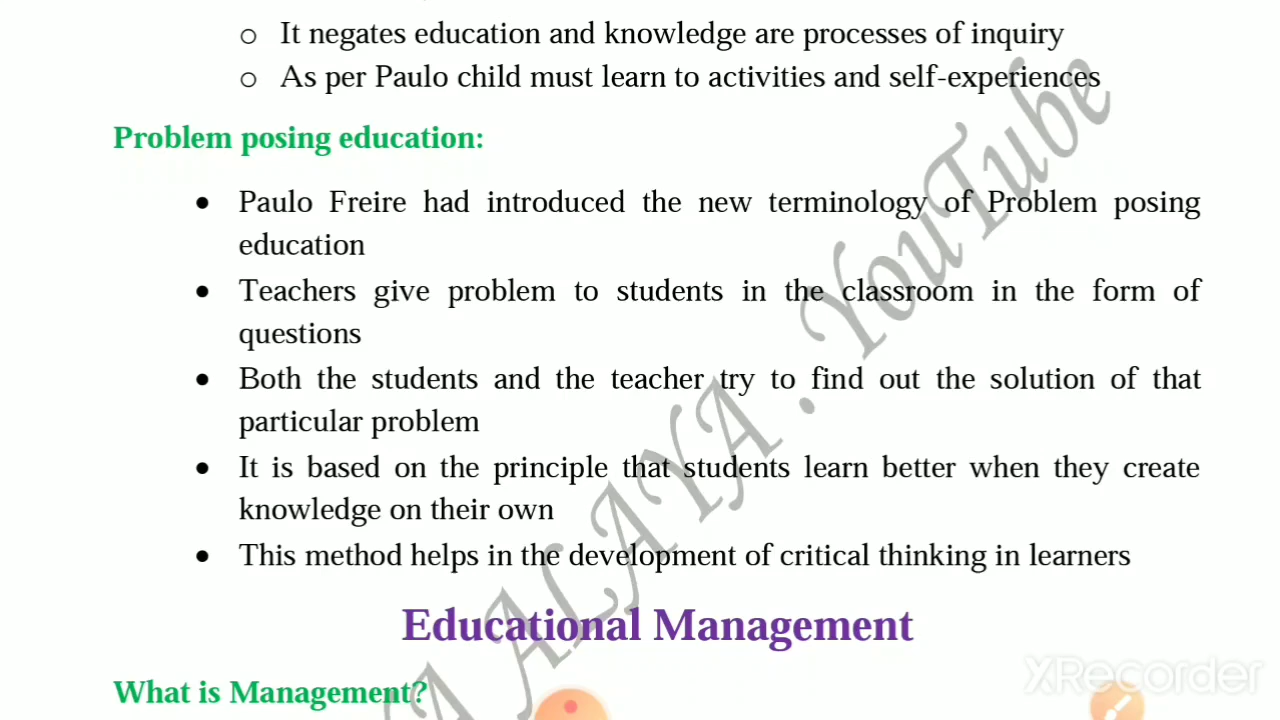 o It negates education and knowledge are processes of inquiry
o As per Paulo child must learn to activities and self-experiences
Problem posing education:
• Paulo Freire had introduced the new terminology of Problem posing
education
• Teachers give problem to students in the classroom in the form of
questions
• Both the students and the teacher try to find out the solution of that
particular problem
• It is based on the principle that students learn better when they create
knowledge on their own
• This method helps in the development of critical thinking in learners
Educational Management
What is Management?
ALAYA . YouTube
XRecorder